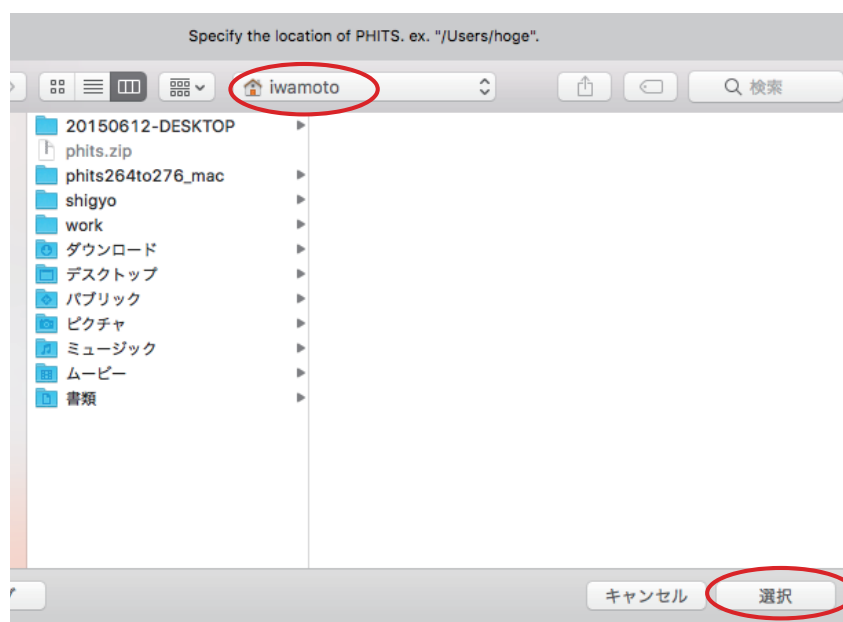 Specify the location of PHITS. ex. "/Users/hoge".
iwamoto
検索
20150612-DESKTOP
phits.zip
phits264to276_mac
shigyo
work
ダウンロード
デスクトップ
パブリック
ピクチャ
ミュージック
ムービー
書類
キャンセル
選択